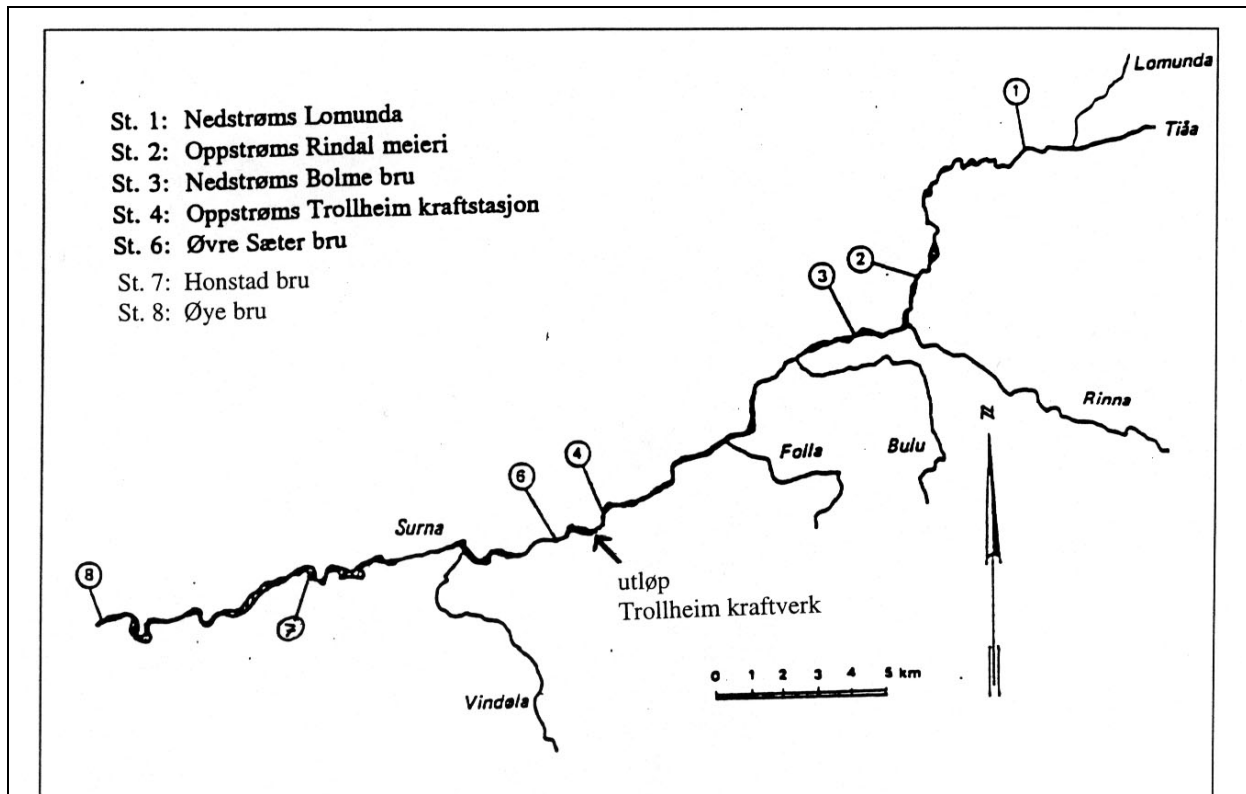 St. 1: Nedstrøms Lomunda
St. 2: Oppstrøms Rindal meieri
St. 3: Nedstrøms Bolme bru
St. 4: Oppstrøms Trollheim kraftstasjon
St. 6: Øvre Sæter bru
St. 7: Honstad bru
St. 8: Øye bru
Lomunda
1
Tiåa
2
3
Rinna
N
Folla
Bulu
4
6
Surna
8
utløp
Trollheim kraftverk
7
0 1 2 3 4 5 km
Vindøla